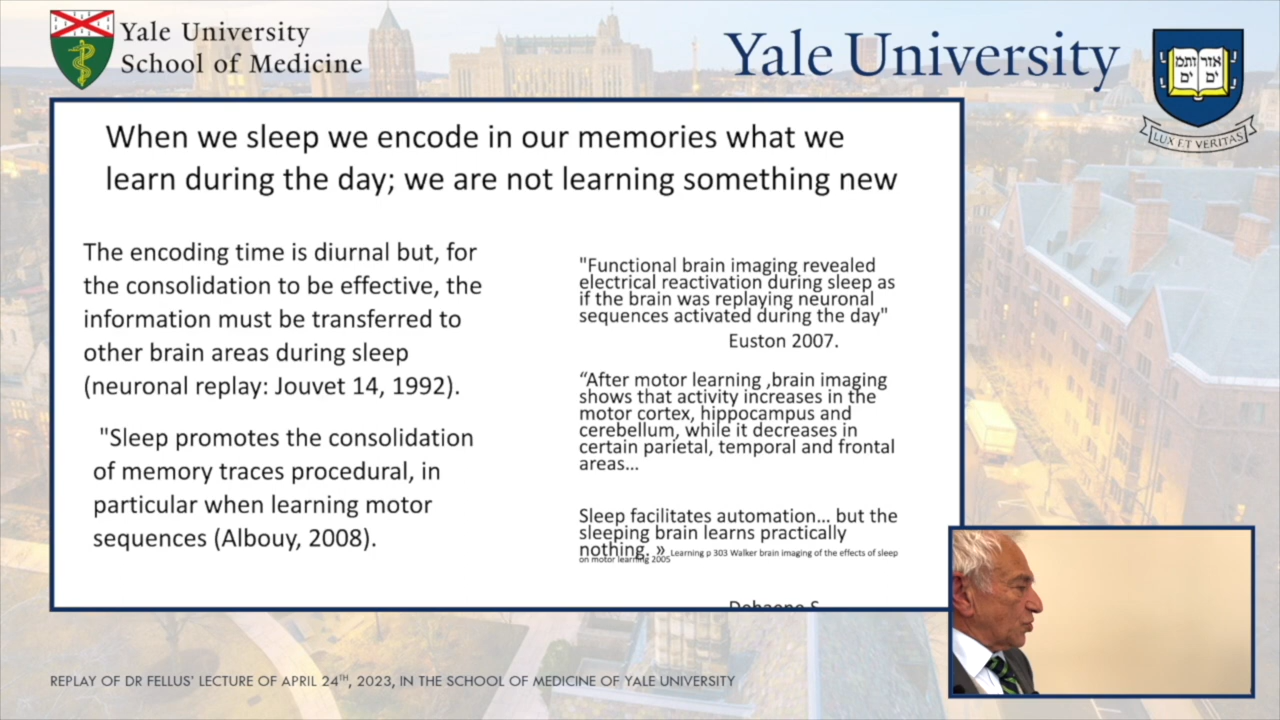 Yale University
School of Medicine
Yale University
אורים
ותמים
LUX ET VERITAS
When we sleep we encode in our memories what we
learn during the day; we are not learning something new
The encoding time is diurnal but, for
the consolidation to be effective, the
information must be transferred to
other brain areas during sleep
(neuronal replay: Jouvet 14, 1992).
"Sleep promotes the consolidation
of memory traces procedural, in
particular when learning motor
sequences (Albouy, 2008).
"Functional brain imaging revealed
electrical reactivation during sleep as
if the brain was replaying neuronal
sequences activated during the day"
Euston 2007.
“After motor learning ,brain imaging
shows that activity increases in the
motor cortex, hippocampus and
cerebellum, while it decreases in
certain parietal, temporal and frontal
areas...
Sleep facilitates automation... but the
sleeping brain learns practically
nothing. » Learning p 303 Walker brain imaging of the effects of sleep
on motor learning 2005
Dehaene S
REPLAY OF DR FELLUS' LECTURE OF APRIL 24TH, 2023, IN THE SCHOOL OF MEDICINE OF YALE UNIVERSITY